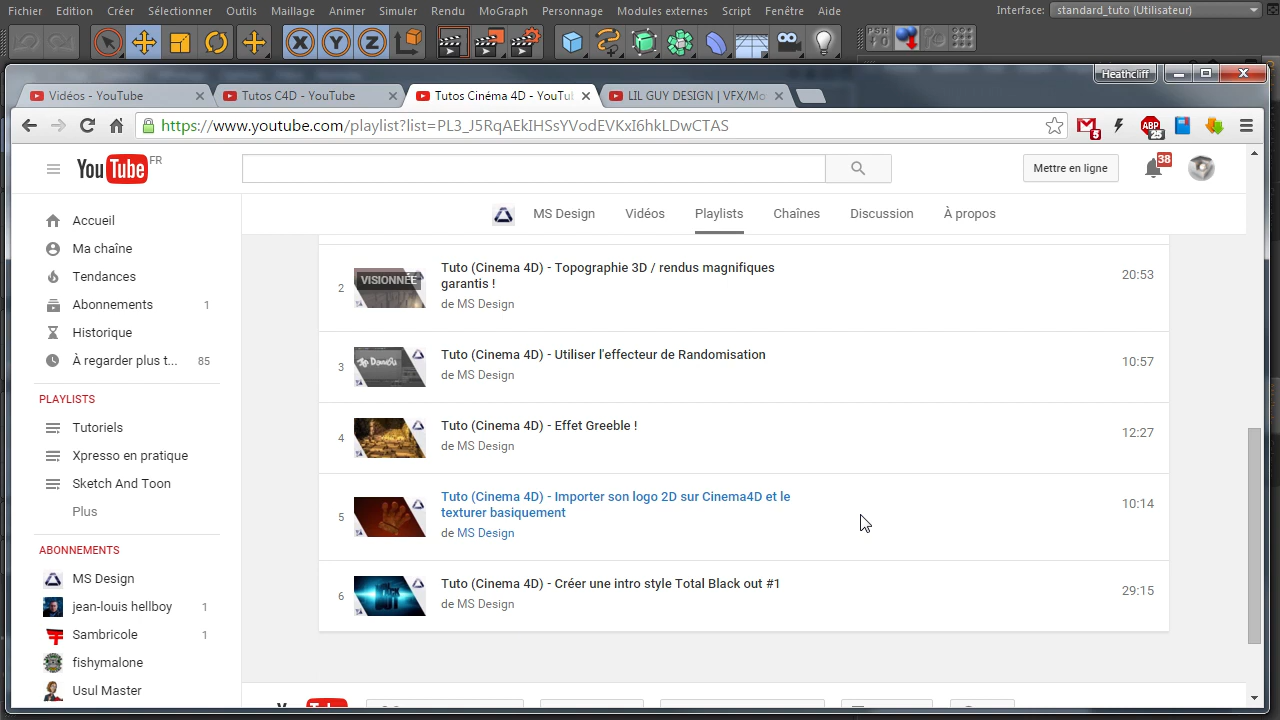 Fichier Créer Sélectionner Outils Maillage Animer Simuler Rendu MoGraph Personnage Modules externes Script Fenêtre Aide Interface: standard_tuto (Utilisateur)
X Y Z PSR
Heathcliff
Vidéos - YouTube Tutos C4D - YouTube Tutos Cinéma 4D - YouTu LIL GUY DESIGN | VFX/Mo
https://www.youtube.com/playlist?list=PL3_J5RqAEkIHSsYVodEVKxI6hkLDwCTAS 5 ABP 25
YouTube FR Mettre en ligne 38
MS Design Vidéos Playlists Chaînes Discussion À propos
Accueil
Ma chaîne
Tendances
Abonnements 1
Historique
À regarder plus t... 85
PLAYLISTS
Tutoriels
Xpresso en pratique
Sketch And Toon
Plus
ABONNEMENTS
MS Design
jean-louis hellboy 1
Sambricole 1
fishymalone
Usul Master
2 VISIONNÉE Tuto (Cinema 4D) - Topographie 3D / rendus magnifiques 20:53
garantis !
de MS Design
3 Tuto (Cinema 4D) - Utiliser l'effecteur de Randomisation 10:57
de MS Design
4 Tuto (Cinema 4D) - Effet Greeble ! 12:27
de MS Design
5 Tuto (Cinema 4D) - Importer son logo 2D sur Cinema4D et le 10:14
texturer basiquement
de MS Design
6 Tuto (Cinema 4D) - Créer une intro style Total Black out #1 29:15
de MS Design